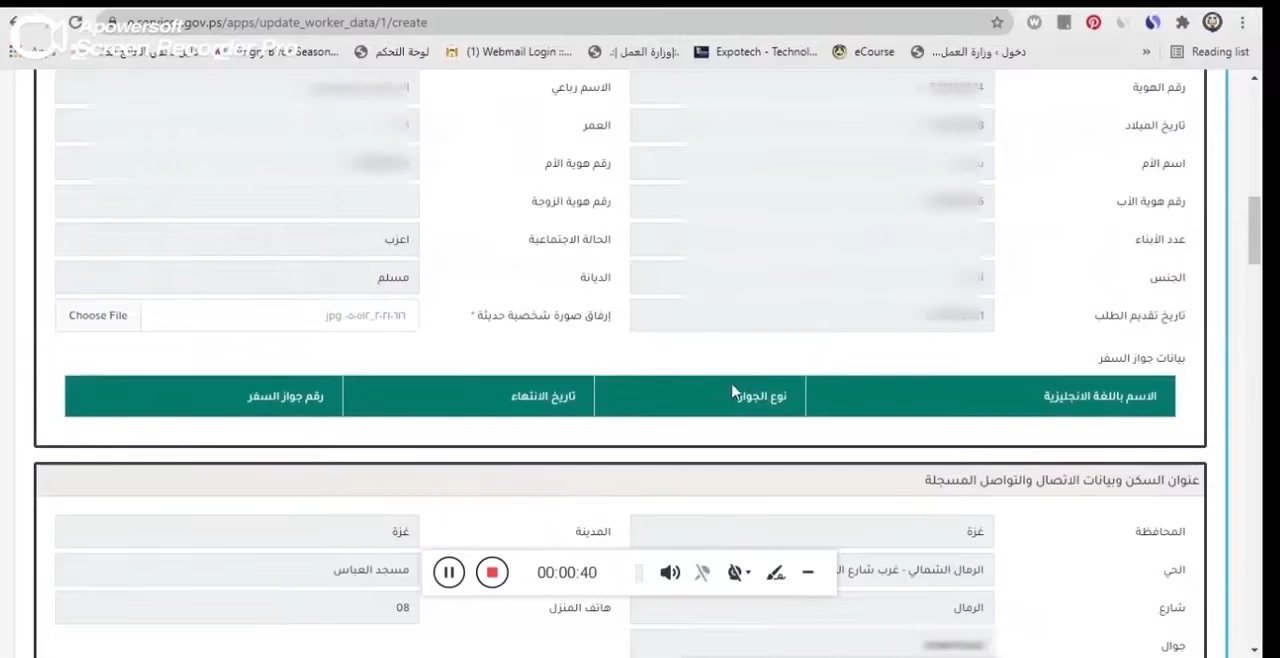 Apowersoft
Screen Recorder Pro
gov.ps/apps/update_worker_data/1/create
Season...
لوحة التحكم
(1) Webmail Login ::...
.:|وزارة العمل|:.
Expotech - Technol...
eCourse
دخول ‹ وزارة العمل...
»
Reading list
رقم الهوية
الاسم رباعي
تاريخ الميلاد
العمر
اسم الأم
رقم هوية الأم
رقم هوية الأب
رقم هوية الزوجة
عدد الأبناء
الحالة الاجتماعية
اعزب
الجنس
الديانة
مسلم
تاريخ تقديم الطلب
إرفاق صورة شخصية حديثة *
Choose File
بيانات جواز السفر
الاسم باللغة الانجليزية
نوع الجواز
تاريخ الانتهاء
رقم جواز السفر
عنوان السكن وبيانات الاتصال والتواصل المسجلة
المحافظة
غزة
المدينة
غزة
الحي
الرمال الشمالي - غرب شارع
مسجد العباس
00:00:40
شارع
الرمال
هاتف المنزل
08
جوال